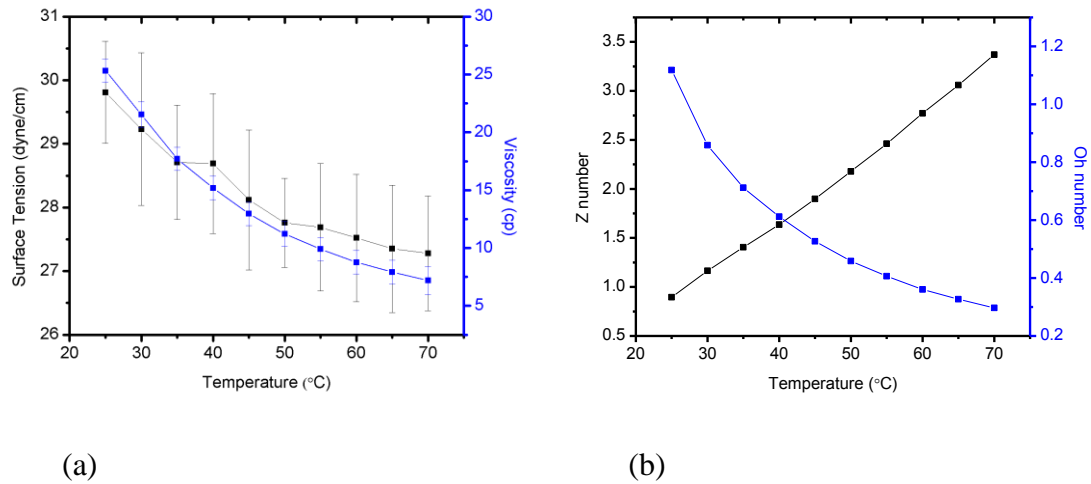 31
30
29
28
27
26
Surface Tension (dyne/cm)
30
25
20
15
10
5
Viscosity (cp)
20 30 40 50 60 70
Temperature (°C)
3.5
3.0
2.5
2.0
1.5
1.0
0.5
Z number
1.2
1.0
0.8
0.6
0.4
0.2
Oh number
20 30 40 50 60 70
Temperature (°C)
(a)
(b)